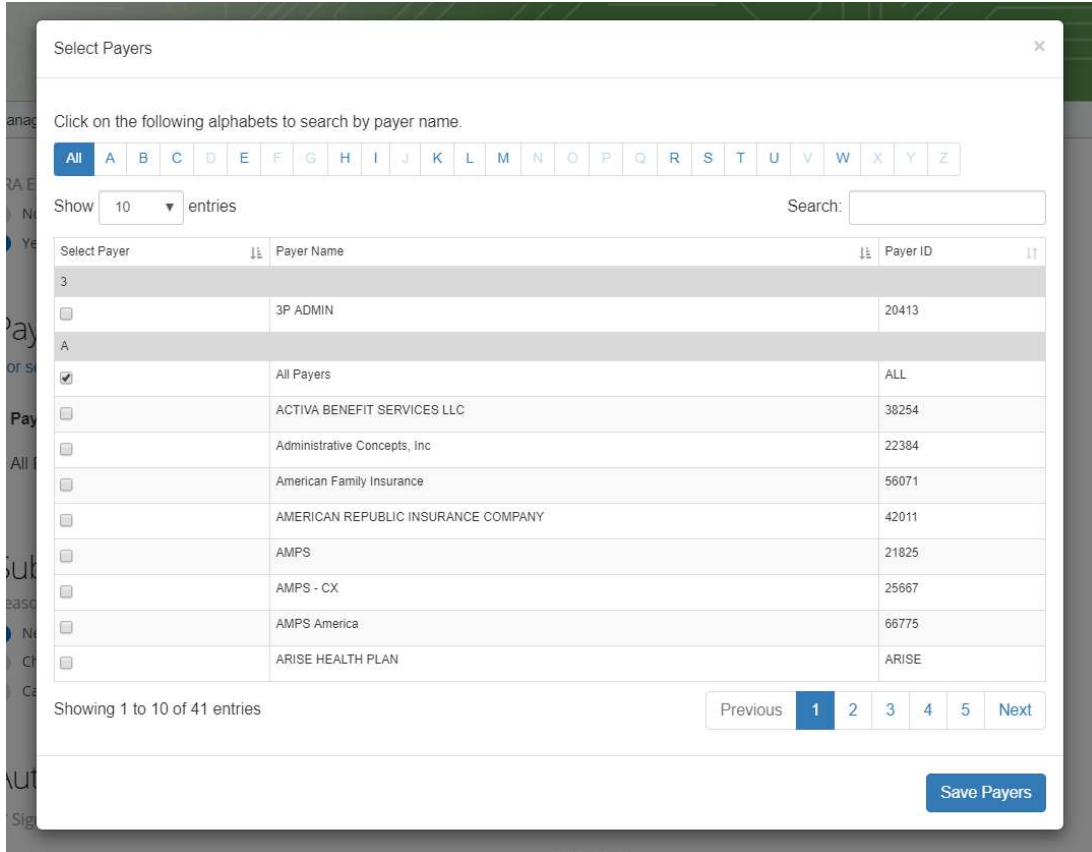 Select Payers ×
Click on the following alphabets to search by payer name.
All A B C D E F G H I J K L M N O P Q R S T U V W X Y Z
Show 10 entries Search:
Select Payer Payer Name Payer ID
3
3P ADMIN 20413
A
All Payers ALL
ACTIVA BENEFIT SERVICES LLC 38254
Administrative Concepts, Inc 22384
American Family Insurance 56071
AMERICAN REPUBLIC INSURANCE COMPANY 42011
AMPS 21825
AMPS - CX 25667
AMPS America 66775
ARISE HEALTH PLAN ARISE
Showing 1 to 10 of 41 entries Previous 1 2 3 4 5 Next
Save Payers